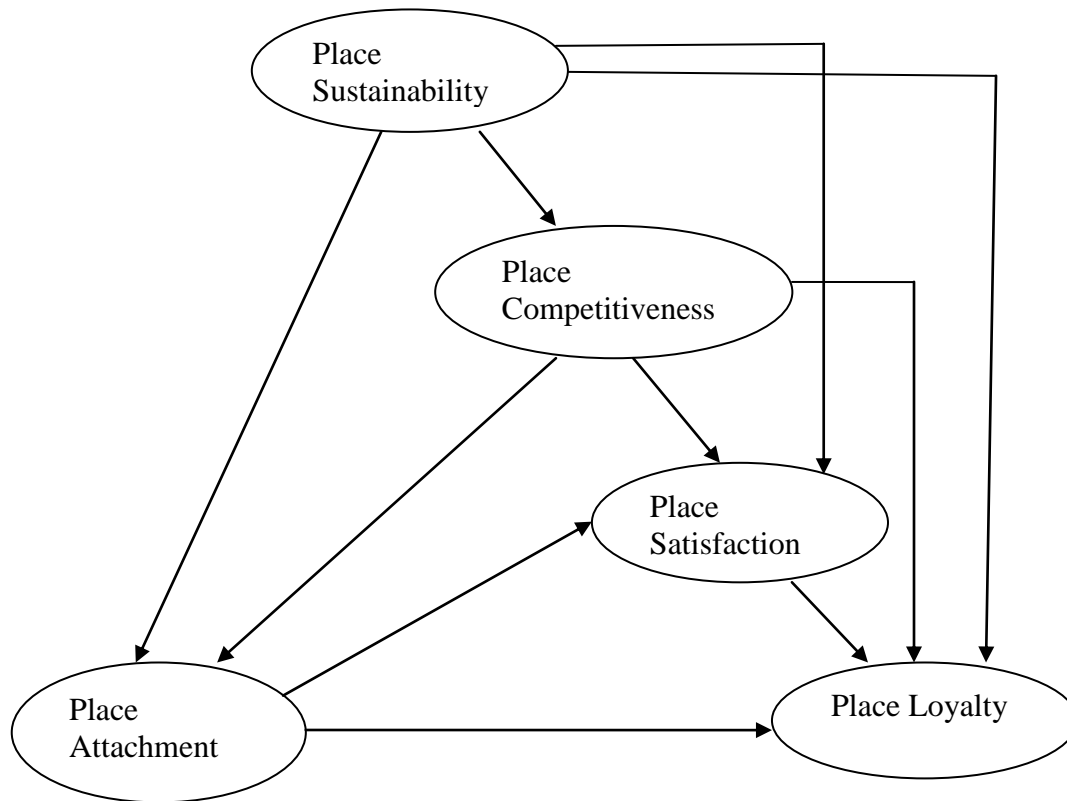 Place
Sustainability
Place
Competitiveness
Place
Satisfaction
Place
Attachment
Place Loyalty